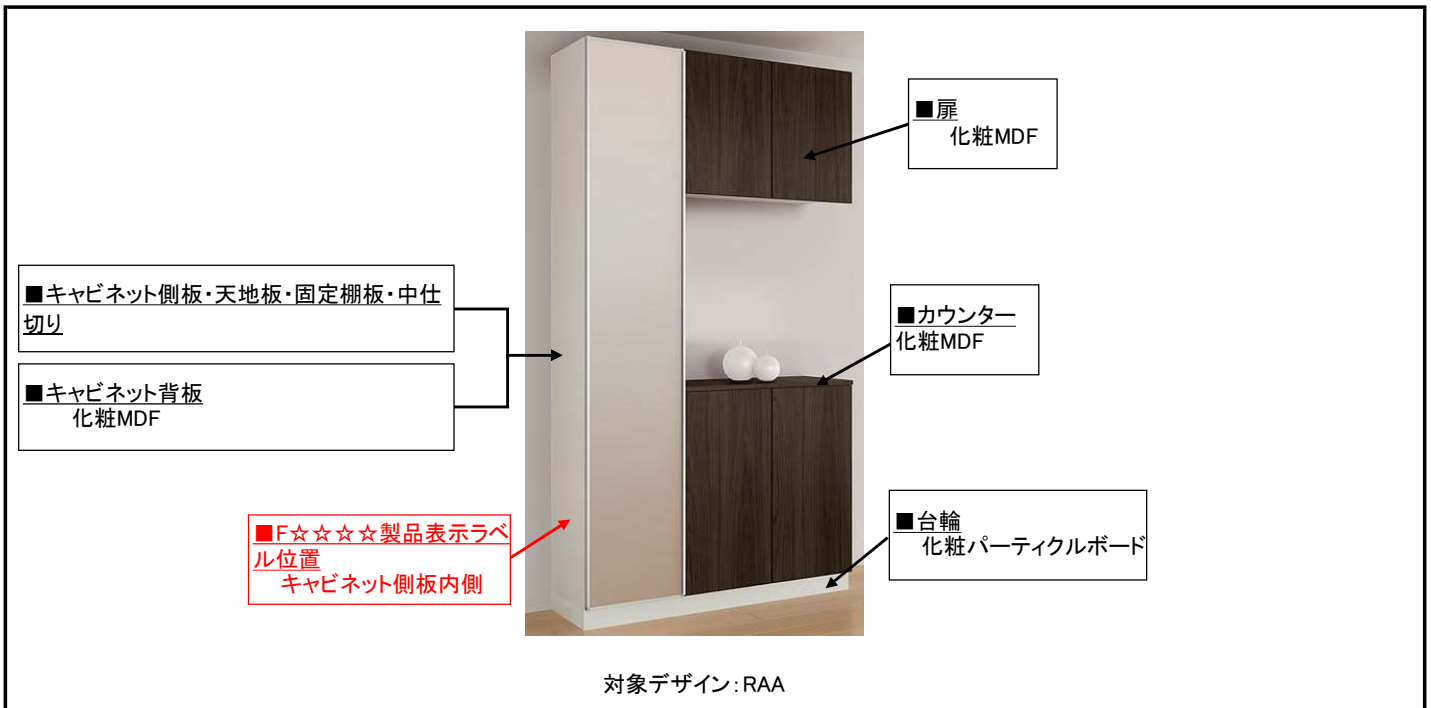 ■扉
化粧MDF
■キャビネット側板・天地板・固定棚板・中仕
切り
■キャビネット背板
化粧MDF
■カウンター
化粧MDF
■F☆☆☆☆製品表示ラベ
ル位置
キャビネット側板内側
■台輪
化粧パーティクルボード
対象デザイン:RAA